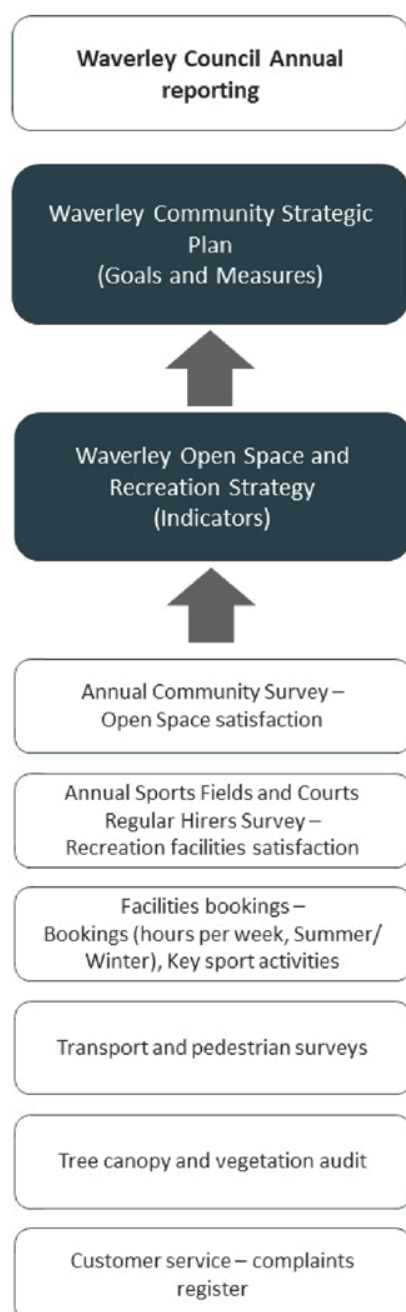 Waverley Council Annual
reporting
Waverley Community Strategic
Plan
(Goals and Measures)
Waverley Open Space and
Recreation Strategy
(Indicators)
Annual Community Survey –
Open Space satisfaction
Annual Sports Fields and Courts
Regular Hirers Survey –
Recreation facilities satisfaction
Facilities bookings –
Bookings (hours per week, Summer/
Winter), Key sport activities
Transport and pedestrian surveys
Tree canopy and vegetation audit
Customer service – complaints
register